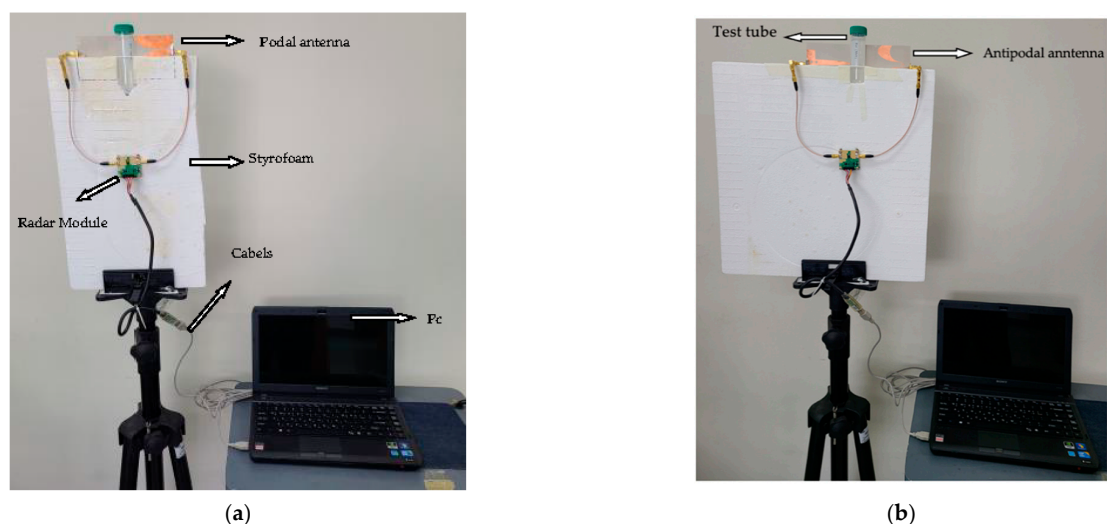 Podal antenna
Styrofoam
Radar Module
Cabels
Pc
(a)
Test tube
Antipodal anntenna
(b)